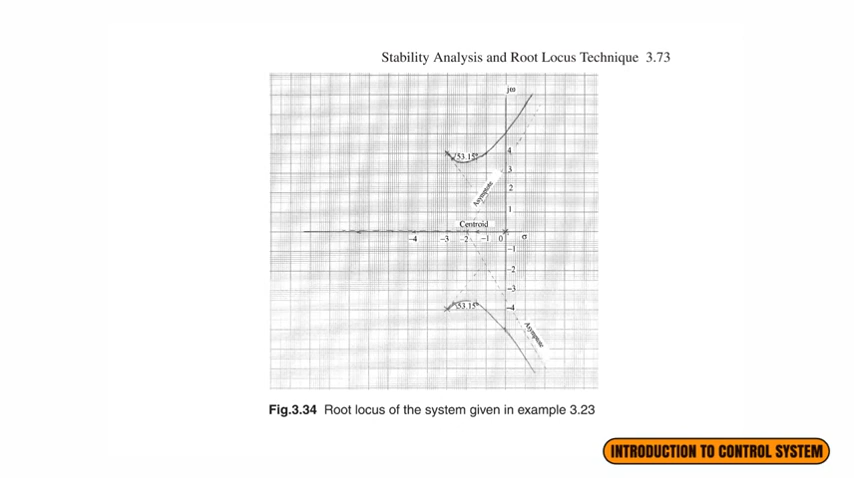 Stability Analysis and Root Locus Technique 3.73
jω
53.15°
4
3
Asymptote
2
1
Centroid
-4 -3 -2 -1 0 σ
-1
-2
-3
53.15°
-4
Asymptote
Fig.3.34 Root locus of the system given in example 3.23
INTRODUCTION TO CONTROL SYSTEM